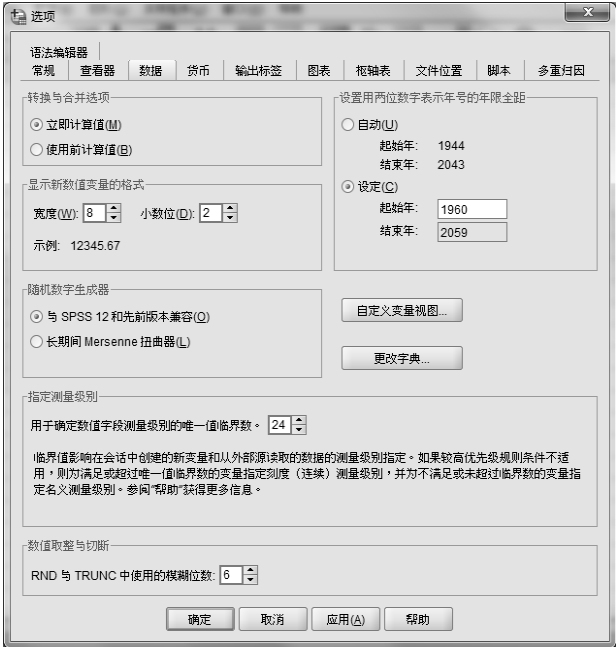 选项
语法编辑器
常规 查看器 数据 货币 输出标签 图表 枢轴表 文件位置 脚本 多重归因
转换与合并选项
立即计算值(M)
使用前计算值(B)
显示新数值变量的格式
宽度(W): 8 小数位(D): 2
示例: 12345.67
随机数字生成器
与 SPSS 12 和先前版本兼容(O)
长期间 Mersenne 扭曲器(L)
设置用两位数字表示年号的年限全距
自动(U)
起始年: 1944
结束年: 2043
设定(C)
起始年: 1960
结束年: 2059
自定义变量视图...
更改字典...
指定测量级别
用于确定数值字段测量级别的唯一值临界数。 24
临界值影响在会话中创建的新变量和从外部源读取的数据的测量级别指定。如果较高优先级规则条件不适
用,则为满足或超过唯一值临界数的变量指定刻度(连续)测量级别,并为不满足或未超过临界数的变量指
定名义测量级别。参阅"帮助"获得更多信息。
数值取整与切断
RND 与 TRUNC 中使用的模糊位数: 6
确定 取消 应用(A) 帮助